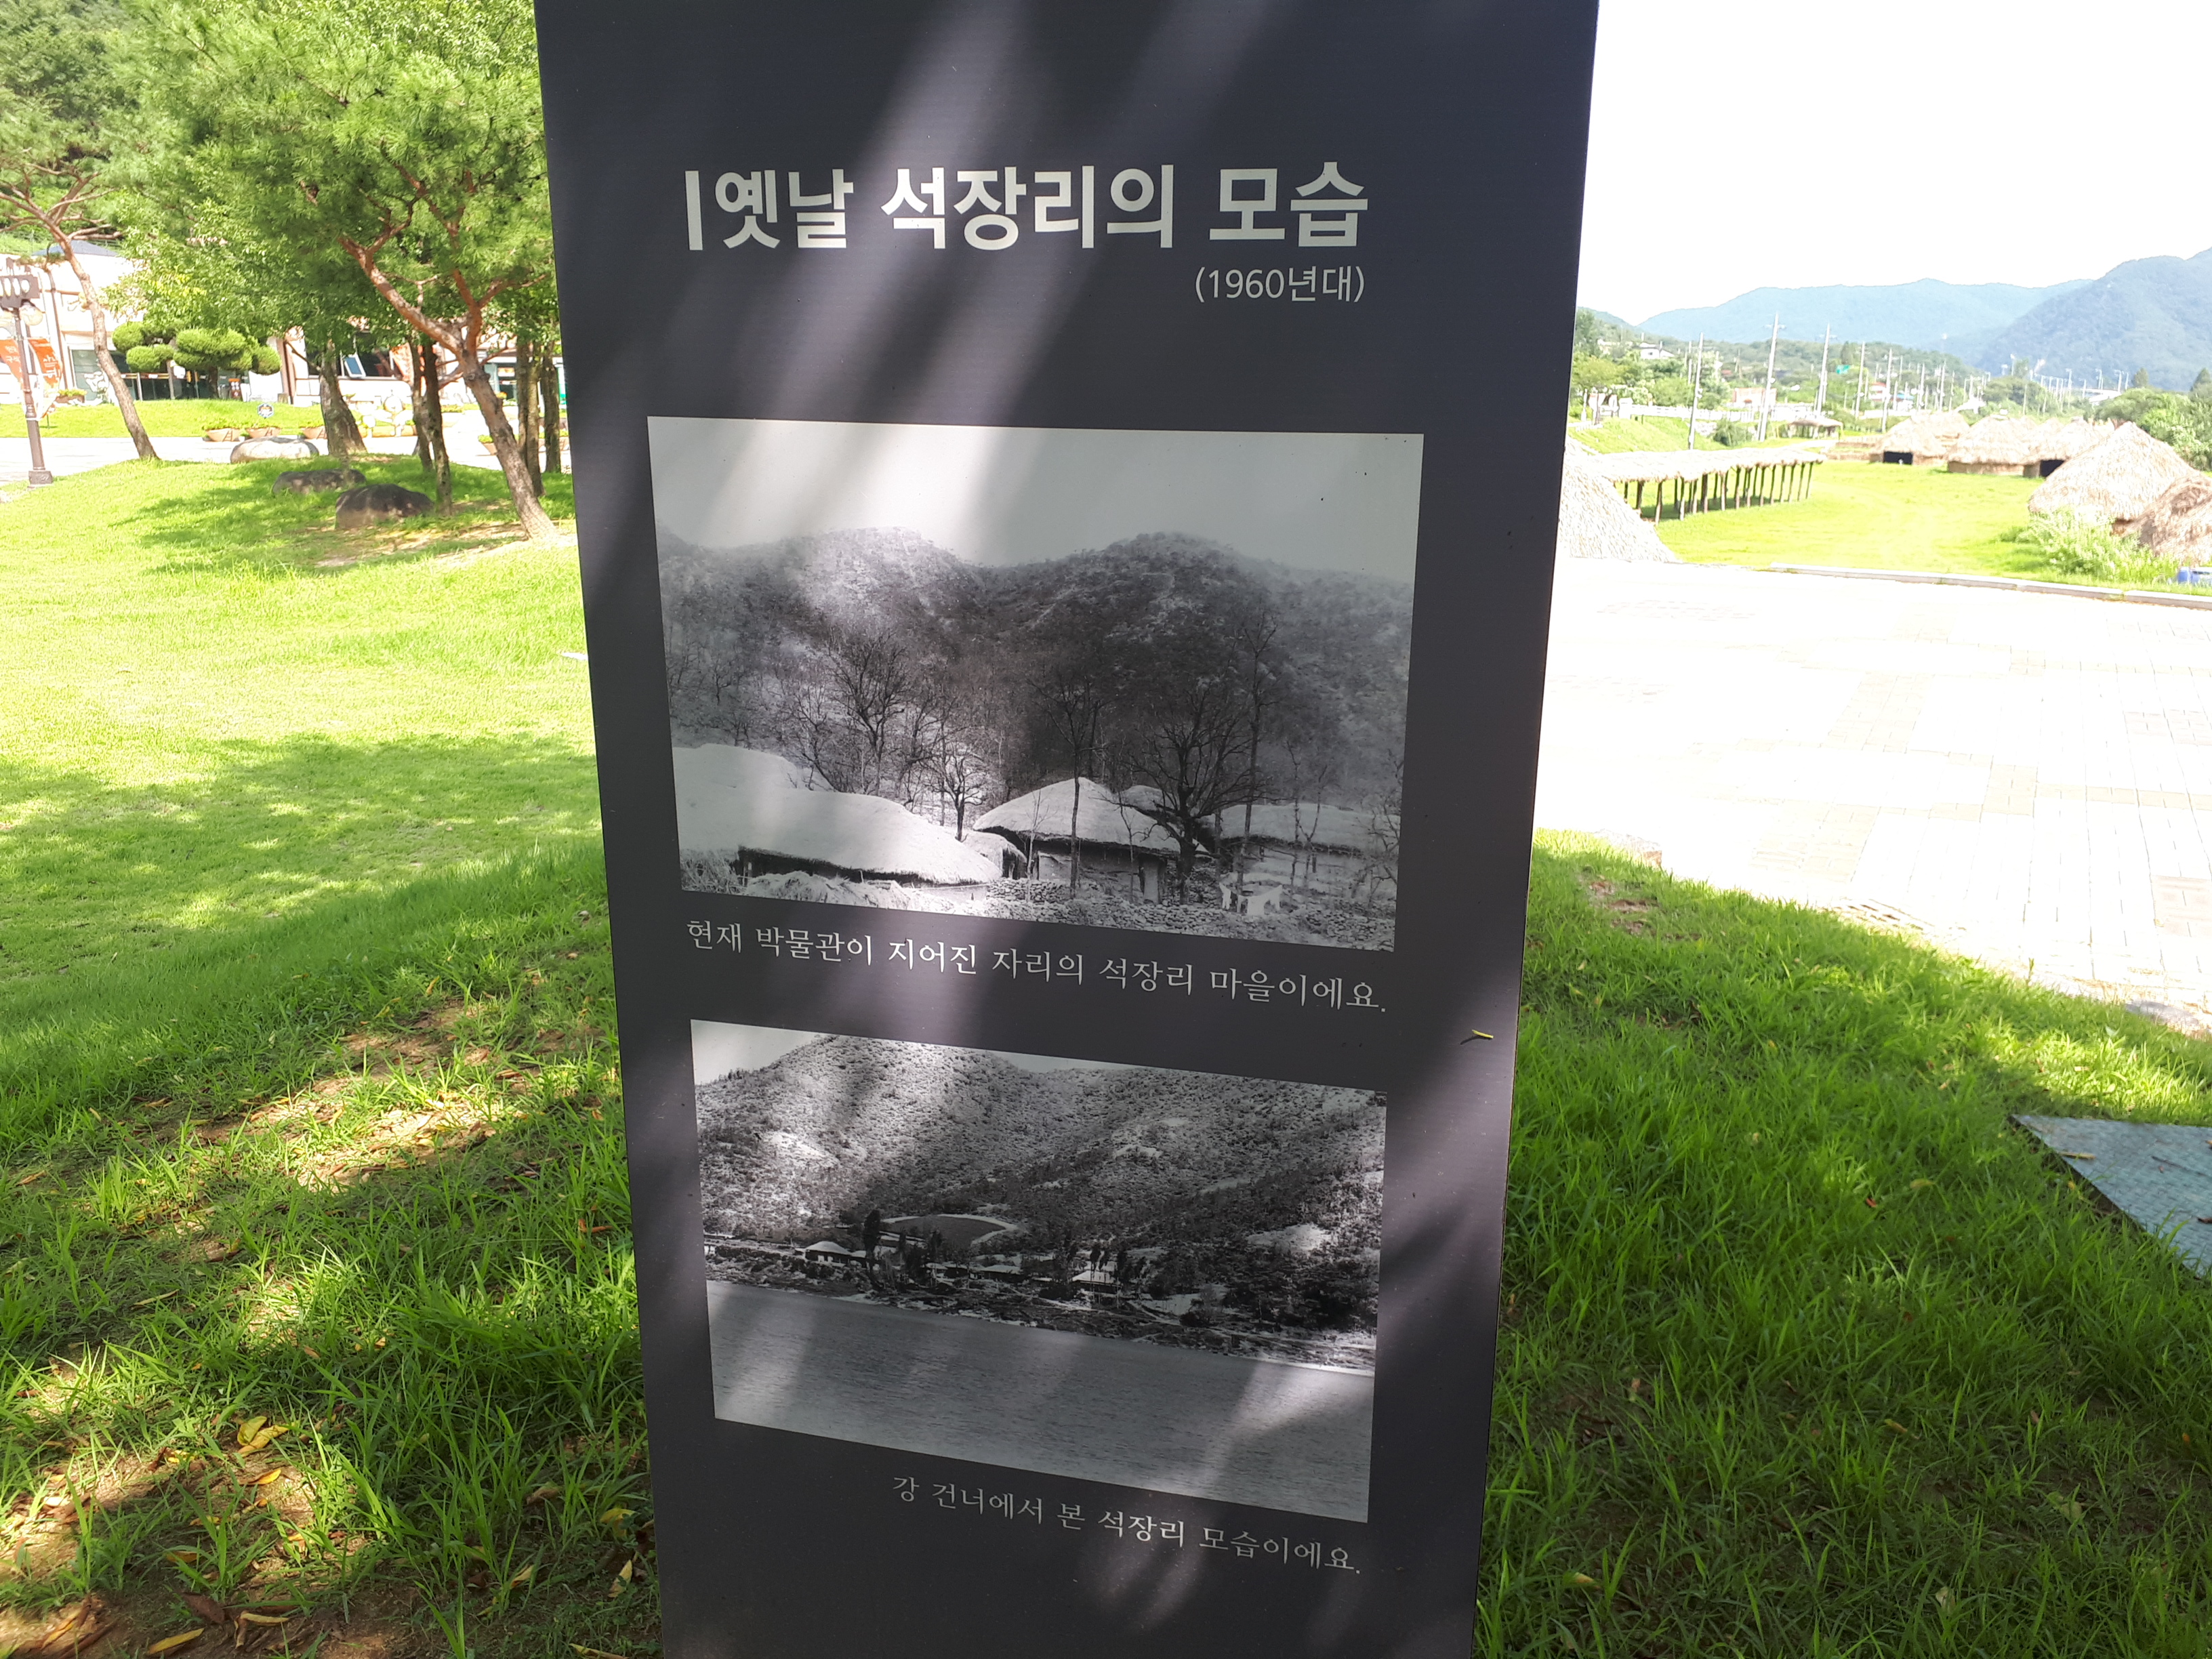 옛날 석장리의 모습
(1960년대)
현재 박물관이 지어진 자리의 석장리 마을이에요.
강 건너에서 본 석장리 모습이에요.